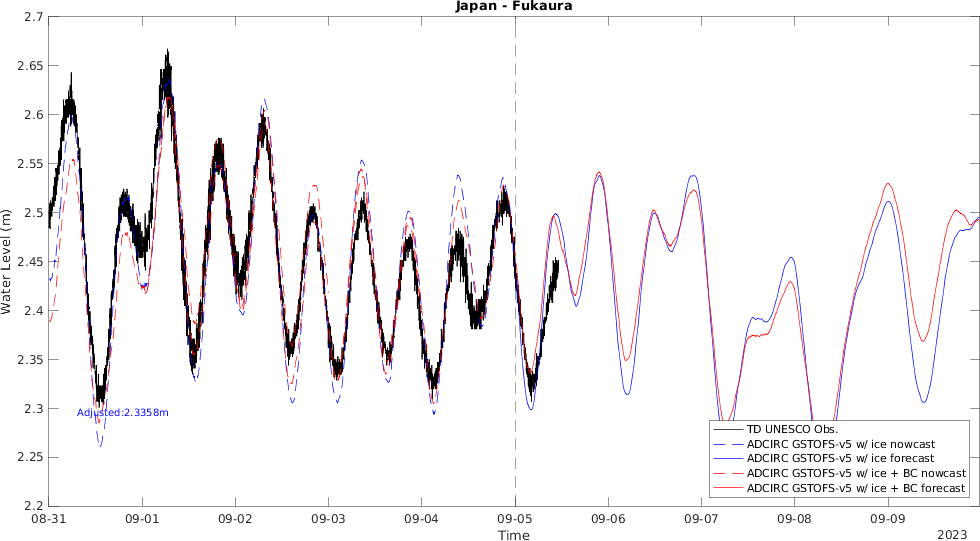 Japan - Fukaura
2.7
2.65
2.6
2.55
2.5
2.45
2.4
2.35
2.3
2.25
2.2
Water Level (m)
Adjusted:2.3358m
TD UNESCO Obs.
ADCIRC GSTOFS-v5 w/ ice nowcast
ADCIRC GSTOFS-v5 w/ ice forecast
ADCIRC GSTOFS-v5 w/ ice + BC nowcast
ADCIRC GSTOFS-v5 w/ ice + BC forecast
08-31 09-01 09-02 09-03 09-04 09-05 09-06 09-07 09-08 09-09
Time
2023